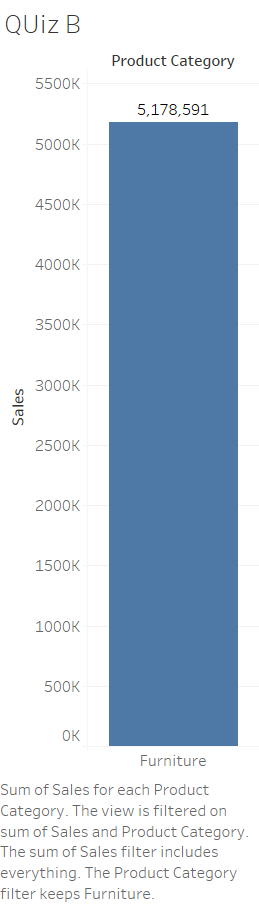 QUiz B
Product Category
5500K
5,178,591
5000K
4500K
4000K
3500K
3000K
Sales
2500K
2000K
1500K
1000K
500K
0K
Furniture
Sum of Sales for each Product
Category. The view is filtered on
sum of Sales and Product Category.
The sum of Sales filter includes
everything. The Product Category
filter keeps Furniture.